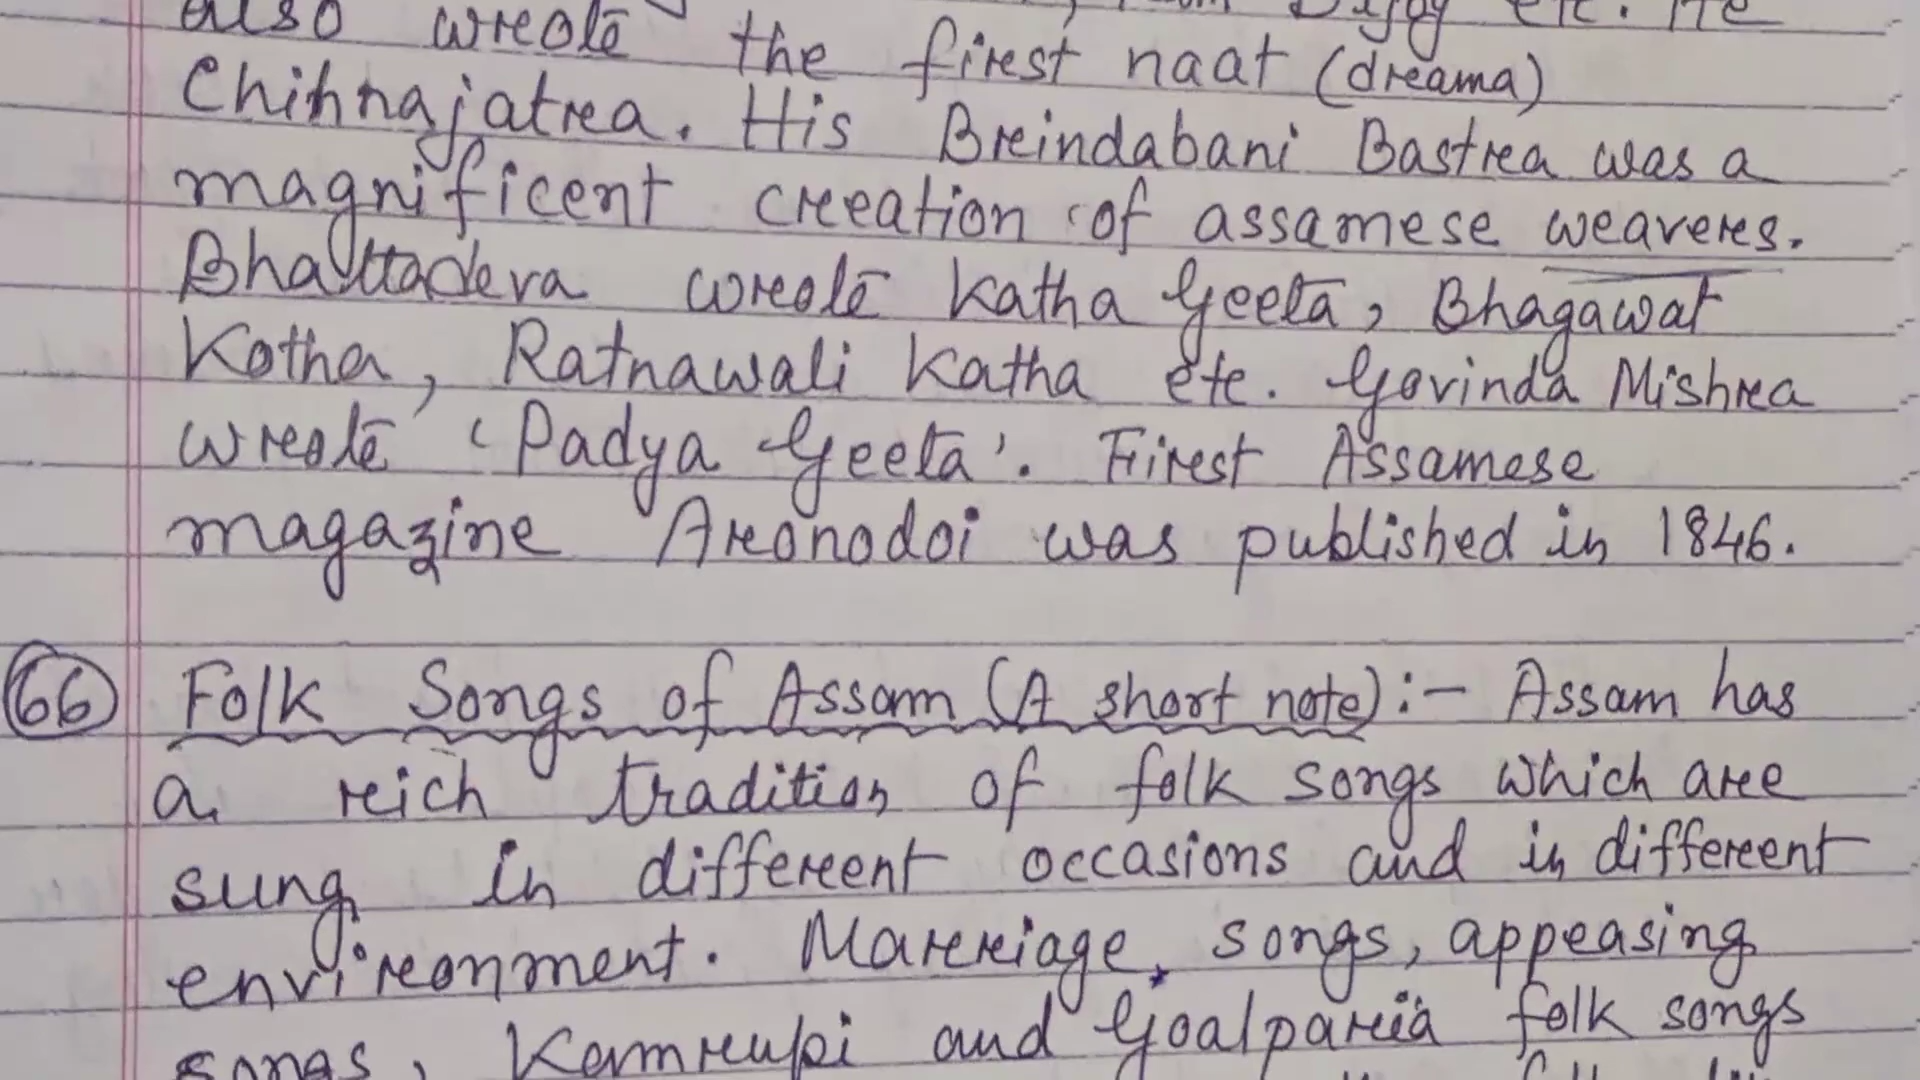 also wrote the first naat (drama)
Chihnajatra. His Brindabani Bastra was a
magnificent creation of assamese weavers.
Bhattadeva wrote Katha Geeta, Bhagawat
Kotha, Ratnawali Katha etc. Govinda Mishra
wrote 'Padya Geeta'. First Assamese
magazine Aronodoi was published in 1846.
66 Folk Songs of Assam (A short note):- Assam has
a rich tradition of folk songs which are
sung in different occasions and in different
environment. Marriage, songs, appeasing
songs, Kamrupi and Goalparia folk songs